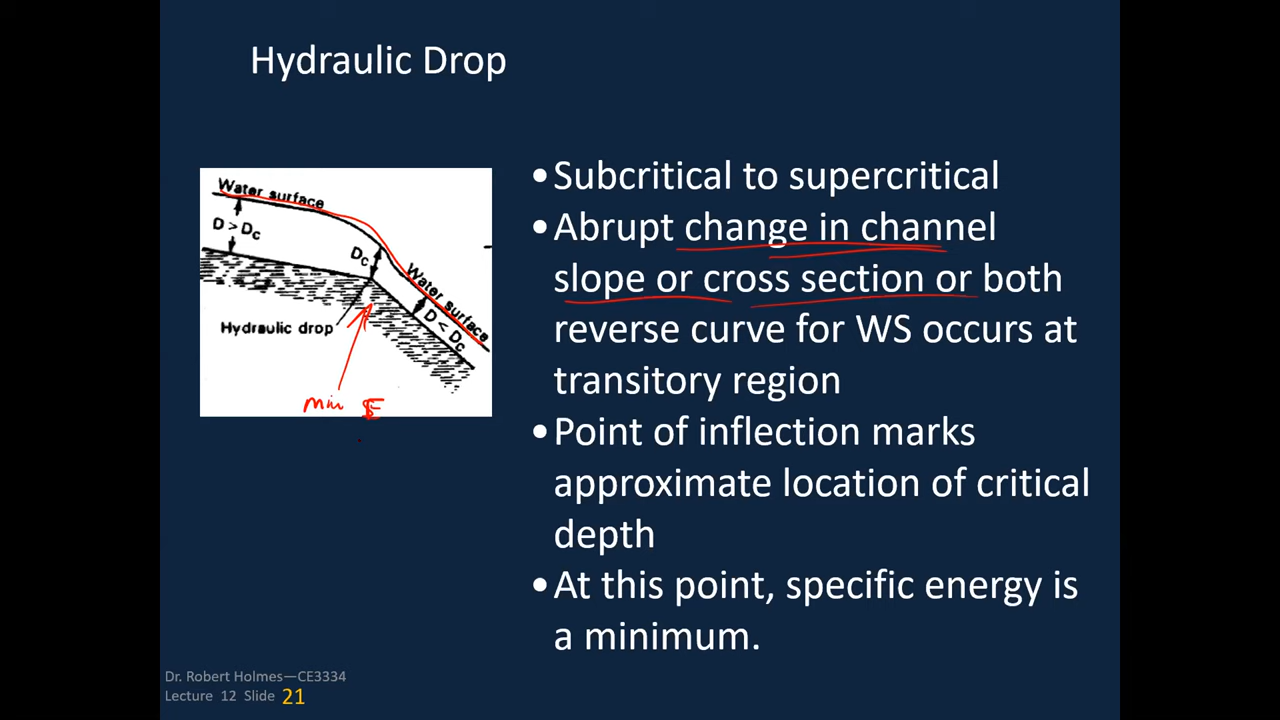 Hydraulic Drop
Water surface
D > Dc
Dc
Water surface
D < Dc
Hydraulic drop
Min E
•Subcritical to supercritical
•Abrupt change in channel
slope or cross section or both
reverse curve for WS occurs at
transitory region
•Point of inflection marks
approximate location of critical
depth
•At this point, specific energy is
a minimum.
Dr. Robert Holmes—CE3334
Lecture 12 Slide 21